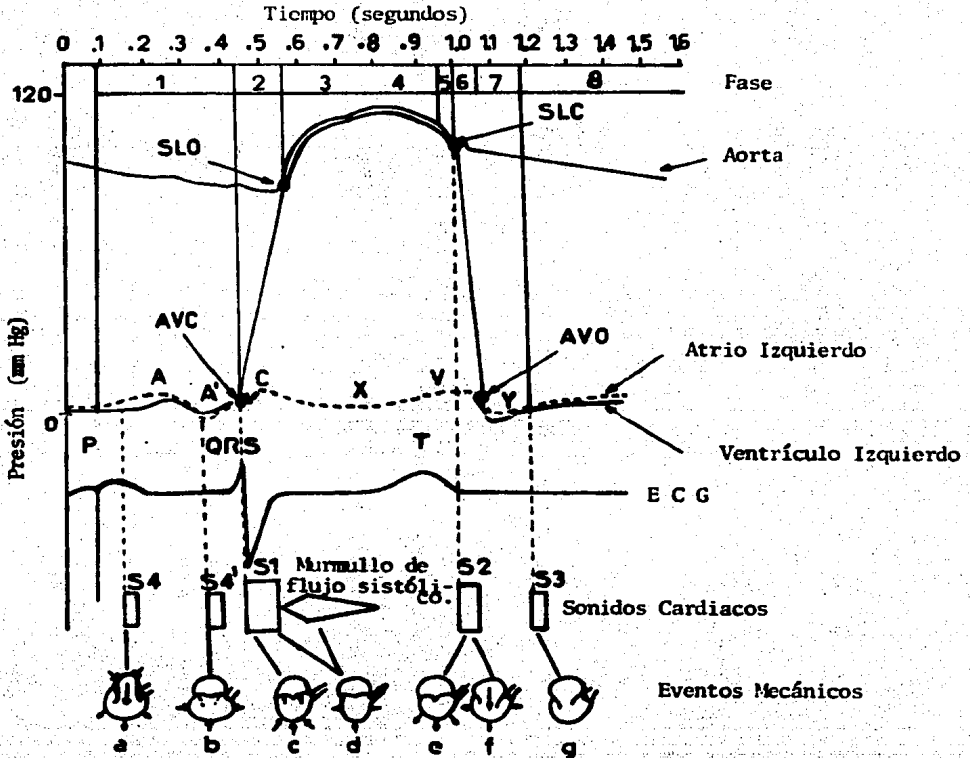 Tiempo (segundos)
0 .1 .2 .3 .4 .5 .6 .7 .8 .9 1.0 1.1 1.2 1.3 1.4 1.5 1.6
120 1 2 3 4 5 6 7 8 Fase
SLO
SLC
Aorta
Presión (mm Hg)
AVC
AVO
A A' C X V Y
Atrio Izquierdo
0
Ventrículo Izquierdo
P QRS T
E C G
S4 S4' S1 Murmullo de
flujo sistóli-
co.
S2 S3
Sonidos Cardiacos
Eventos Mecánicos
a b c d e f g